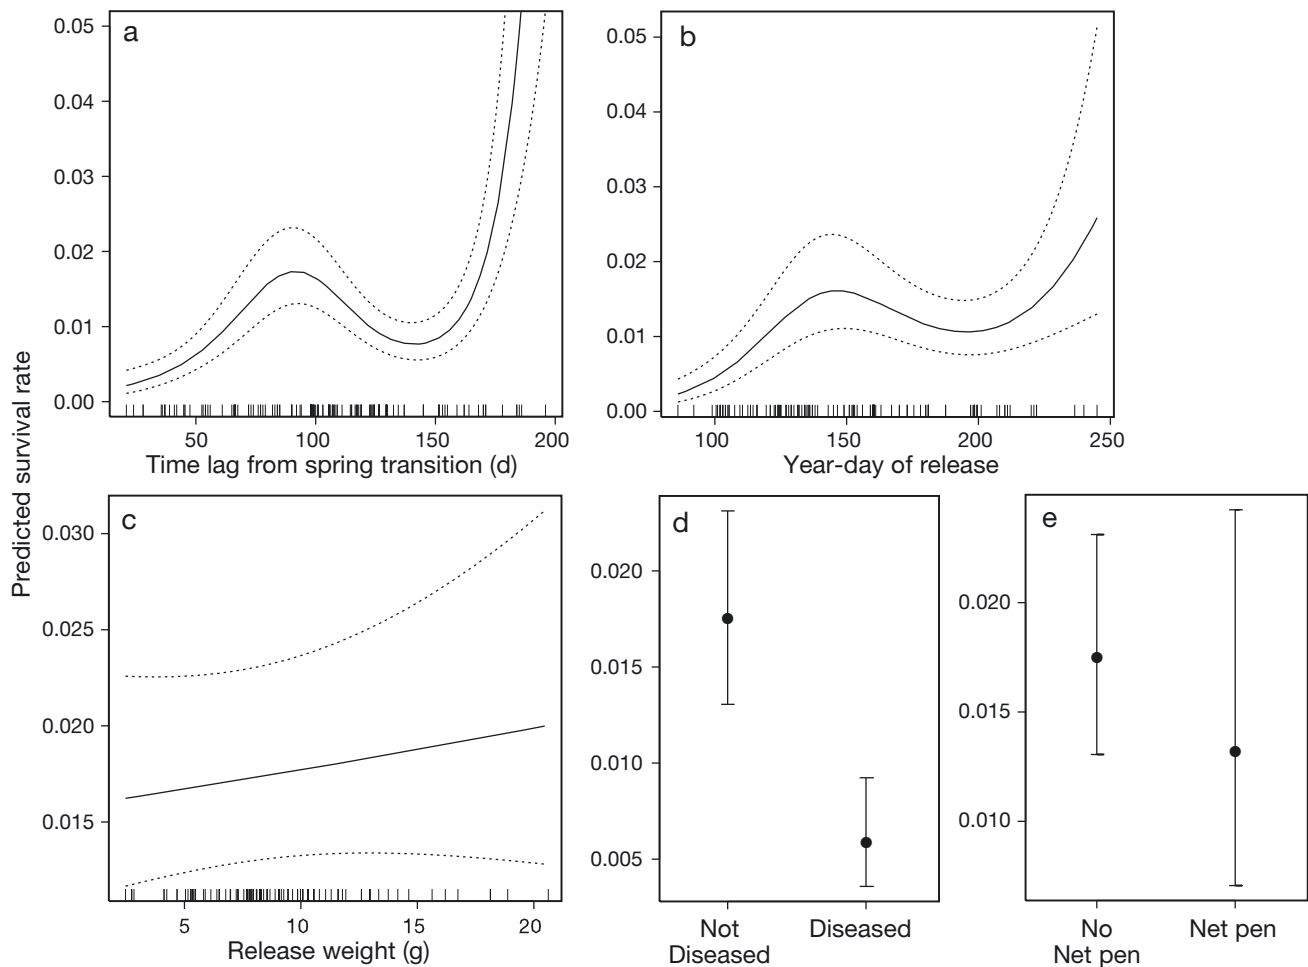 Predicted survival rate
a
0.05
0.04
0.03
0.02
0.01
0.00
50 100 150 200
Time lag from spring transition (d)
b
0.05
0.04
0.03
0.02
0.01
0.00
100 150 200 250
Year-day of release
c
0.030
0.025
0.020
0.015
5 10 15 20
Release weight (g)
d
0.020
0.015
0.010
0.005
Not Diseased
Diseased
e
0.020
0.015
0.010
No Net pen
Net pen